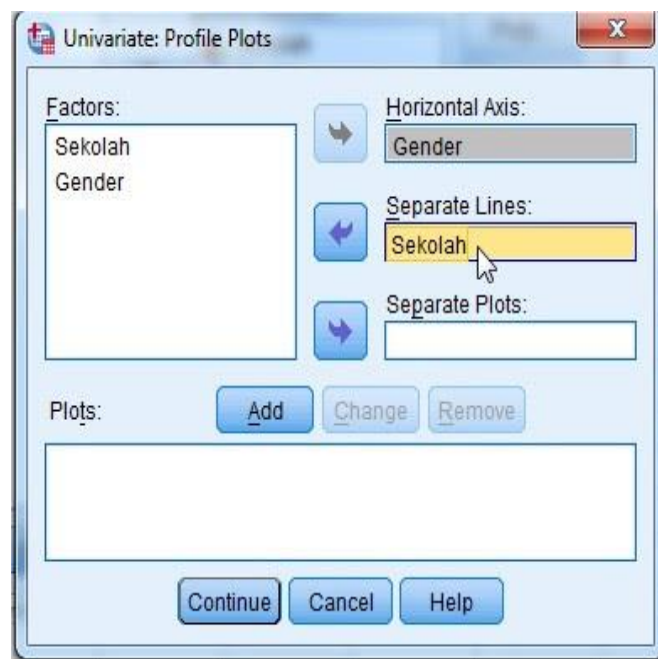 Univariate: Profile Plots
Factors:
Sekolah
Gender
Horizontal Axis:
Gender
Separate Lines:
Sekolah
Separate Plots:
Plots:
Add
Change
Remove
Continue
Cancel
Help